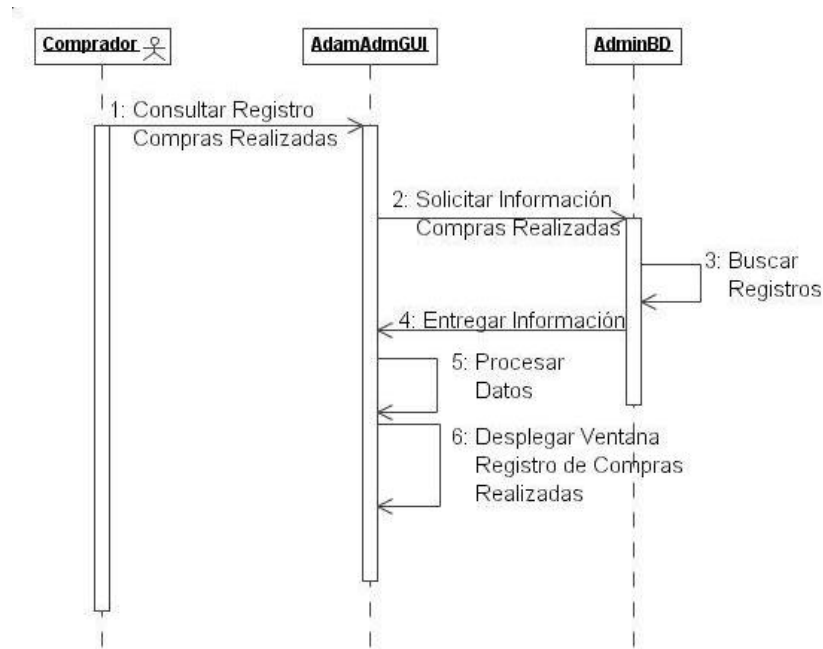 Comprador
AdamAdmGUI
AdminBD
1: Consultar Registro
Compras Realizadas
2: Solicitar Información
Compras Realizadas
3: Buscar
Registros
4: Entregar Información
5: Procesar
Datos
6: Desplegar Ventana
Registro de Compras
Realizadas